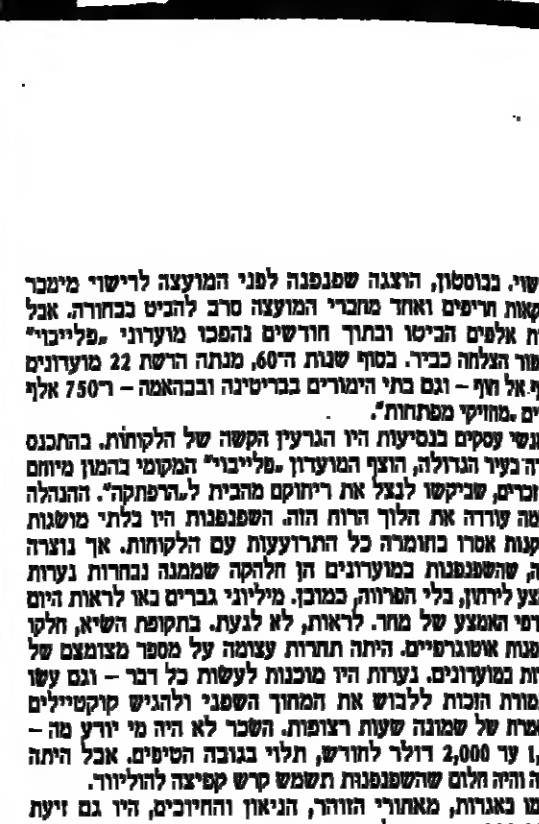 שוי. בבוסטון, הוצגה שפנפנה לפני המועצה לרישוי מימכר
קאות חריפים ואחד מחברי המועצה סרב להביט בבחורה. אבל
ת אלפים הביטו ובתוך חודשים נהפכו מועדוני „פלייבוי"
פור הצלחה כביר. בסוף שנות ה־60, מנתה הרשת 22 מועדונים
אל חוף – וגם בתי הימורים בבריטינה ובבהאמה – ו־750 אלף
ים „מחזיקי מפתחות".
נשי עסקים בנסיעות היו הגרעין הקשה של הלקוחות. בהתכנס
בעיר הגדולה, הוצף המועדון „פלייבוי" המקומי בהמון מיוחם
זכרים, שביקשו לנצל את ריחוקם מהבית ל„הרפתקה". ההנהלה
עודדה את הלוך הרוח הזה. השפנפנות היו בלתי מושגות
קנות אסרו בחומרה כל התרועעות עם הלקוחות. אך נוצרה
ה, שהשפנפנות במועדונים הן חלהקה שממנה נבחרות נערות
צע לירחון, בלי הפרווה, כמובן. מיליוני גברים באו לראות היום
האמצע של מחר. לראות, לא לגעת. בתקופת השיא, חלקו
פנות אוטוגרפיים. היתה תחרות עצומה על מספר מצומצם של
ות במועדונים. נערות היו מוכנות לעשות כל דבר – וגם עשו
מורת הזכות ללבוש את המחוך השפני ולהגיש קוקטיילים
של שמונה שעות רצופות. השכר לא היה מי יודע מה –
עד 2,000 דולר לחודש, תלוי בגובה הטיפים. אבל היתה
ה והיה חלום שהשפנפנות תשמש קרש קפיצה להוליווד.
מו באגרות, מאחורי הזוהר, הניאון והחיוכים, היו גם זיעת